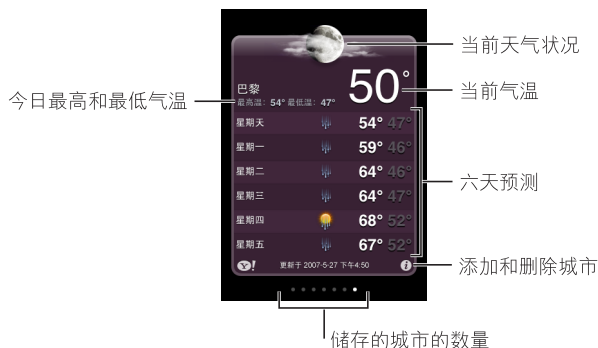 当前天气状况
50°
巴黎
当前气温
今日最高和最低气温
最高温: 54° 最低温: 47°
星期天 54° 47°
星期一 59° 46°
星期二 64° 46°
星期三 64° 47°
六天预测
星期四 68° 52°
星期五 67° 52°
Y! 更新于 2007-5-27 下午4:50 i
添加和删除城市
储存的城市的数量